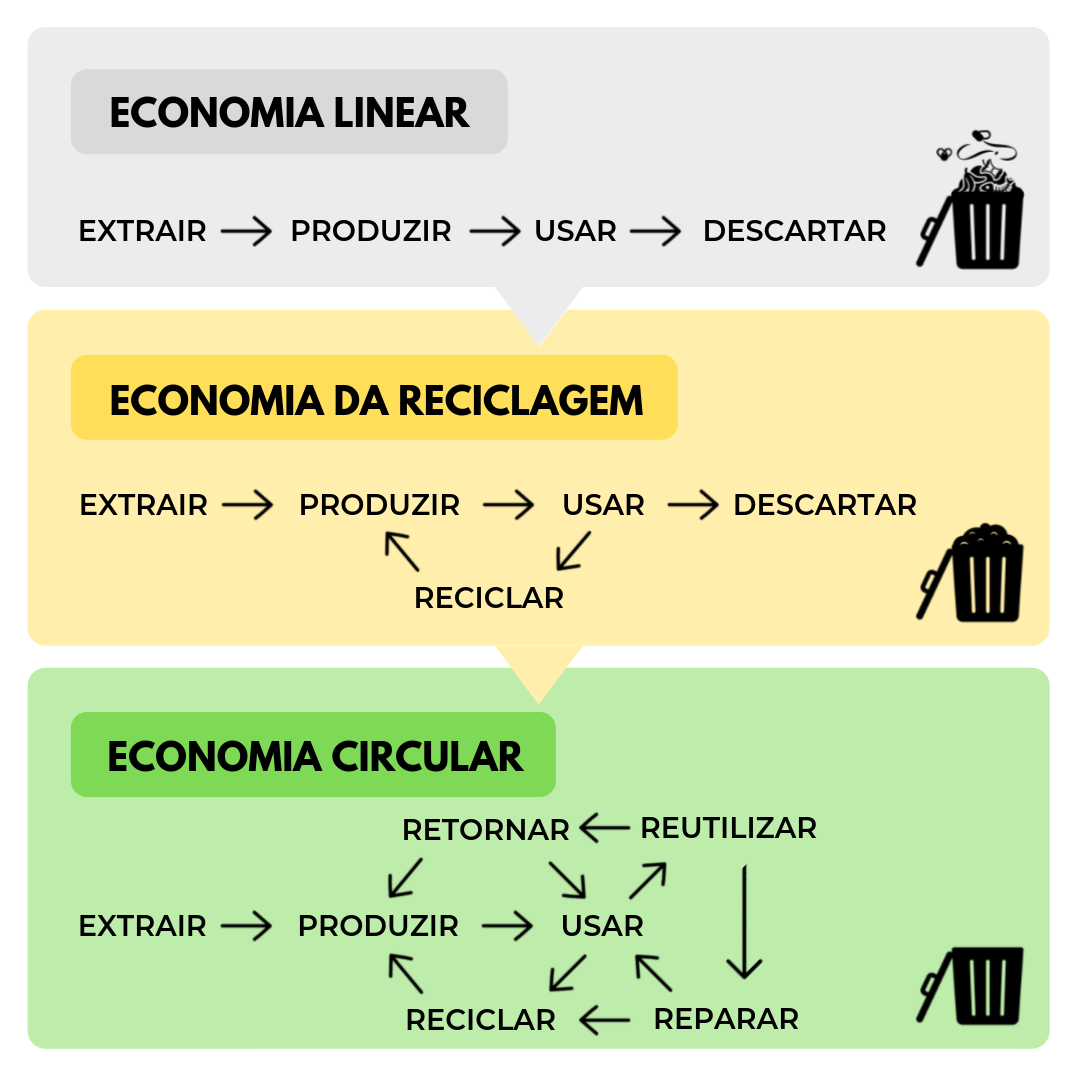 ECONOMIA LINEAR
EXTRAIR PRODUZIR USAR DESCARTAR
ECONOMIA DA RECICLAGEM
EXTRAIR PRODUZIR USAR DESCARTAR
RECICLAR
ECONOMIA CIRCULAR
RETORNAR REUTILIZAR
EXTRAIR PRODUZIR USAR
RECICLAR REPARAR